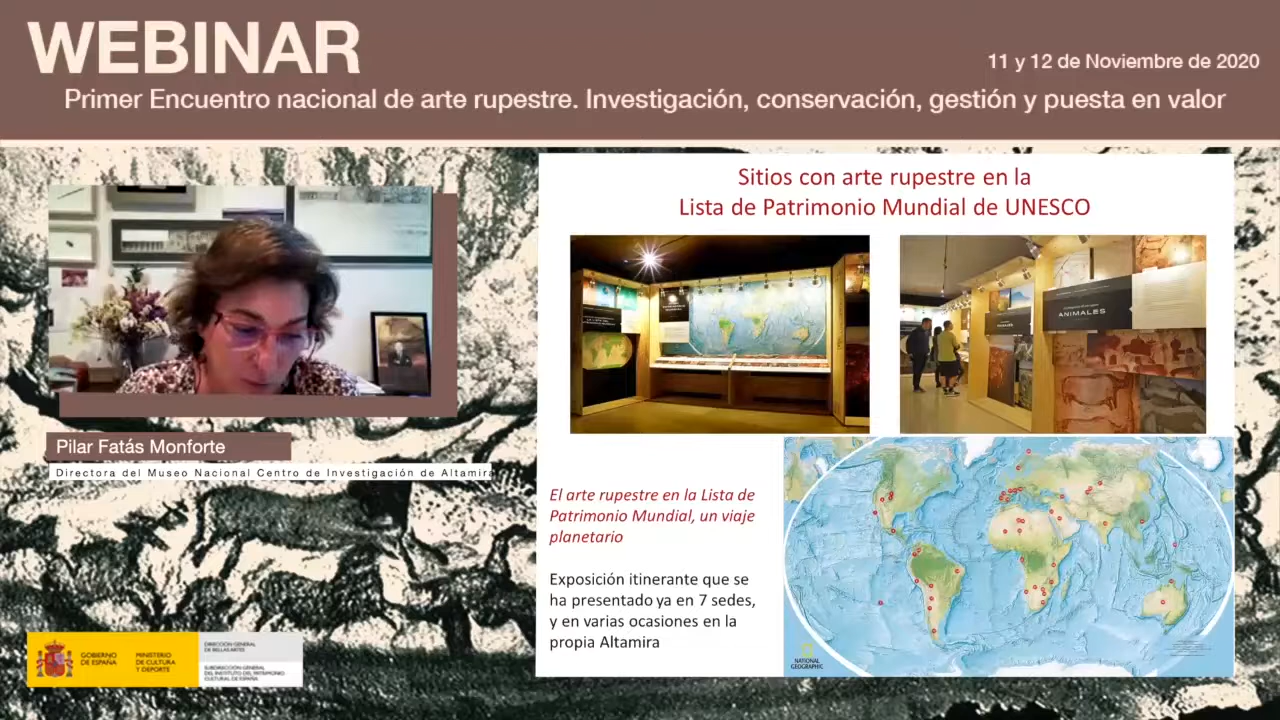 WEBINAR
11 y 12 de Noviembre de 2020
Primer Encuentro nacional de arte rupestre. Investigación, conservación, gestión y puesta en valor
Sitios con arte rupestre en la
Lista de Patrimonio Mundial de UNESCO
ANIMALES
Pilar Fatás Monforte
Directora del Museo Nacional Centro de Investigación de Altamira
El arte rupestre en la Lista de
Patrimonio Mundial, un viaje
planetario
Exposición itinerante que se
ha presentado ya en 7 sedes,
y en varias ocasiones en la
propia Altamira
NATIONAL
GEOGRAPHIC
GOBIERNO
DE ESPAÑA
MINISTERIO
DE CULTURA
Y DEPORTE
DIRECCIÓN GENERAL
DE BELLAS ARTES
SUBDIRECCIÓN GENERAL
DEL INSTITUTO DEL PATRIMONIO
CULTURAL DE ESPAÑA